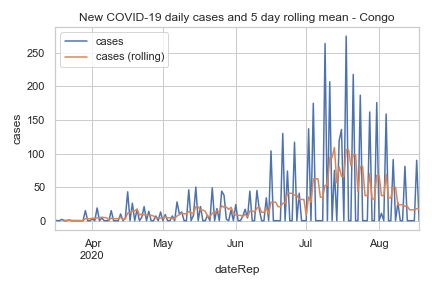 New COVID-19 daily cases and 5 day rolling mean - Congo
cases
cases (rolling)
250
200
150
100
50
0
cases
Apr
2020
May
Jun
Jul
Aug
dateRep